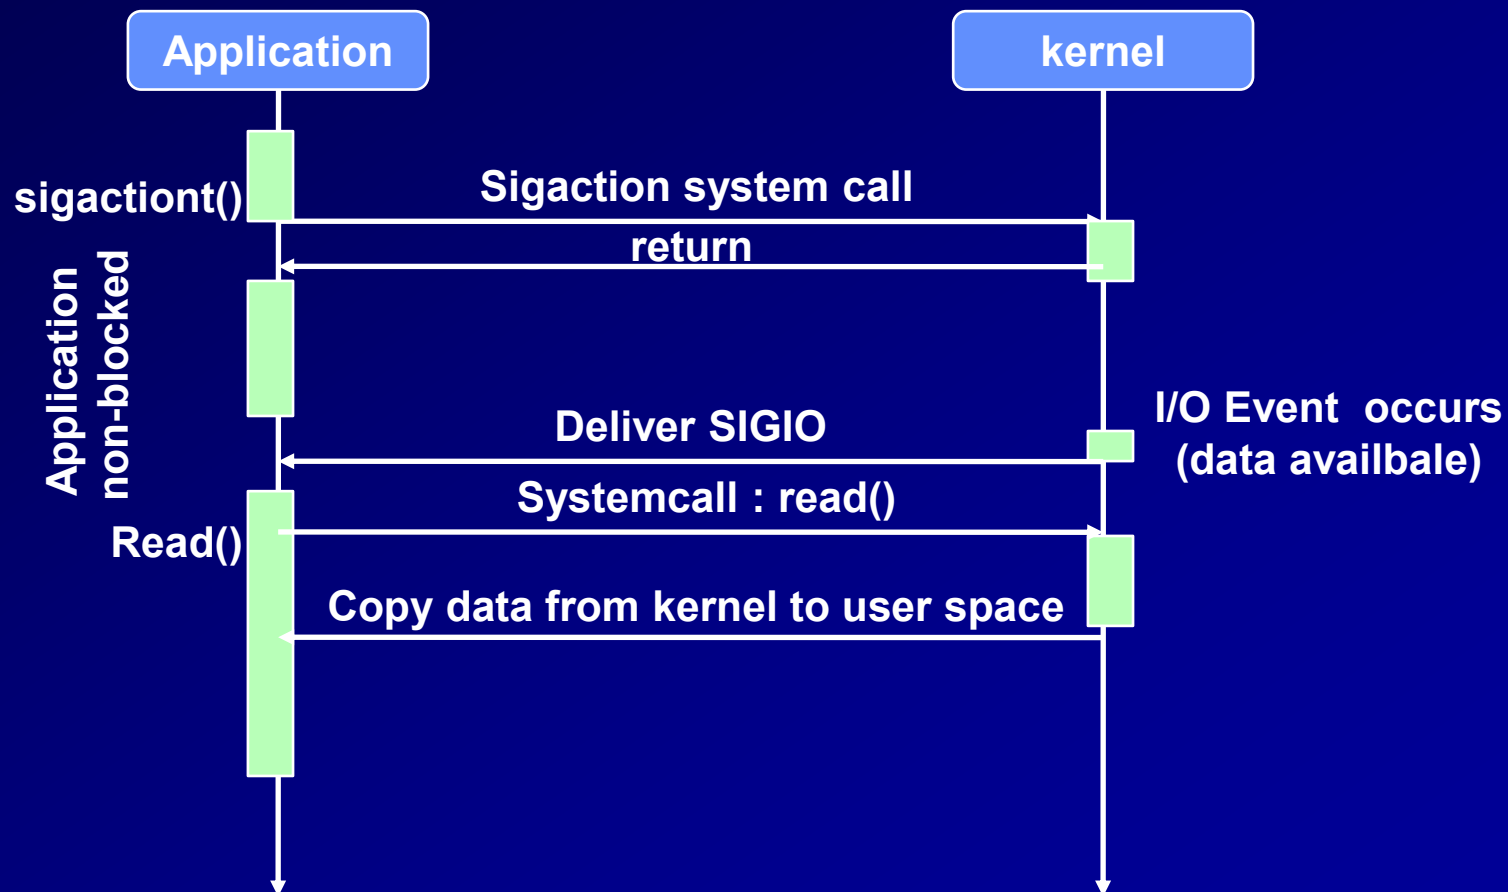 Application
kernel
sigactiont()
Sigaction system call
return
Application
non-blocked
I/O Event  occurs
(data availbale)
Deliver SIGIO
Systemcall : read()
Read()
Copy data from kernel to user space